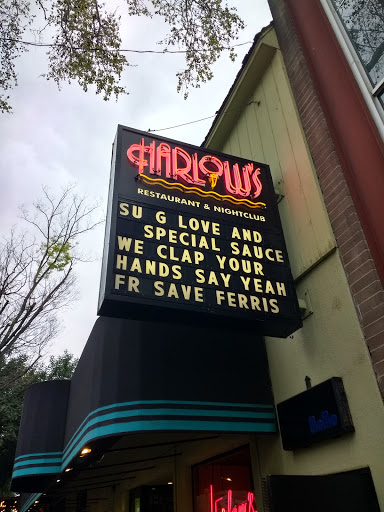 HARLOW'S
RESTAURANT & NIGHTCLUB
SU G LOVE AND
SPECIAL SAUCE
WE CLAP YOUR
HANDS SAY YEAH
FR SAVE FERRIS